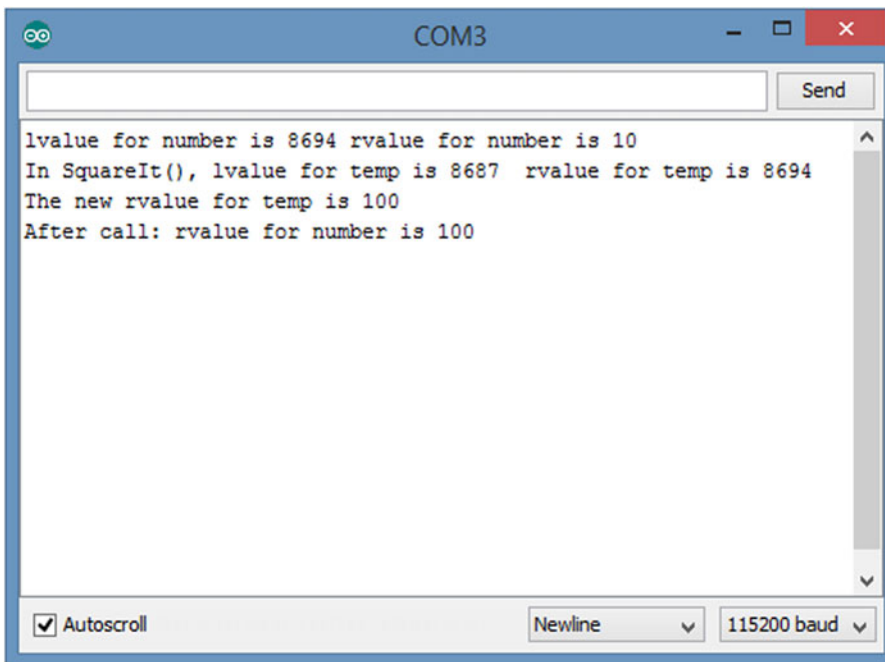 COM3
Send
lvalue for number is 8694 rvalue for number is 10
In SquareIt(), lvalue for temp is 8687  rvalue for temp is 8694
The new rvalue for temp is 100
After call: rvalue for number is 100
Autoscroll
Newline
115200 baud